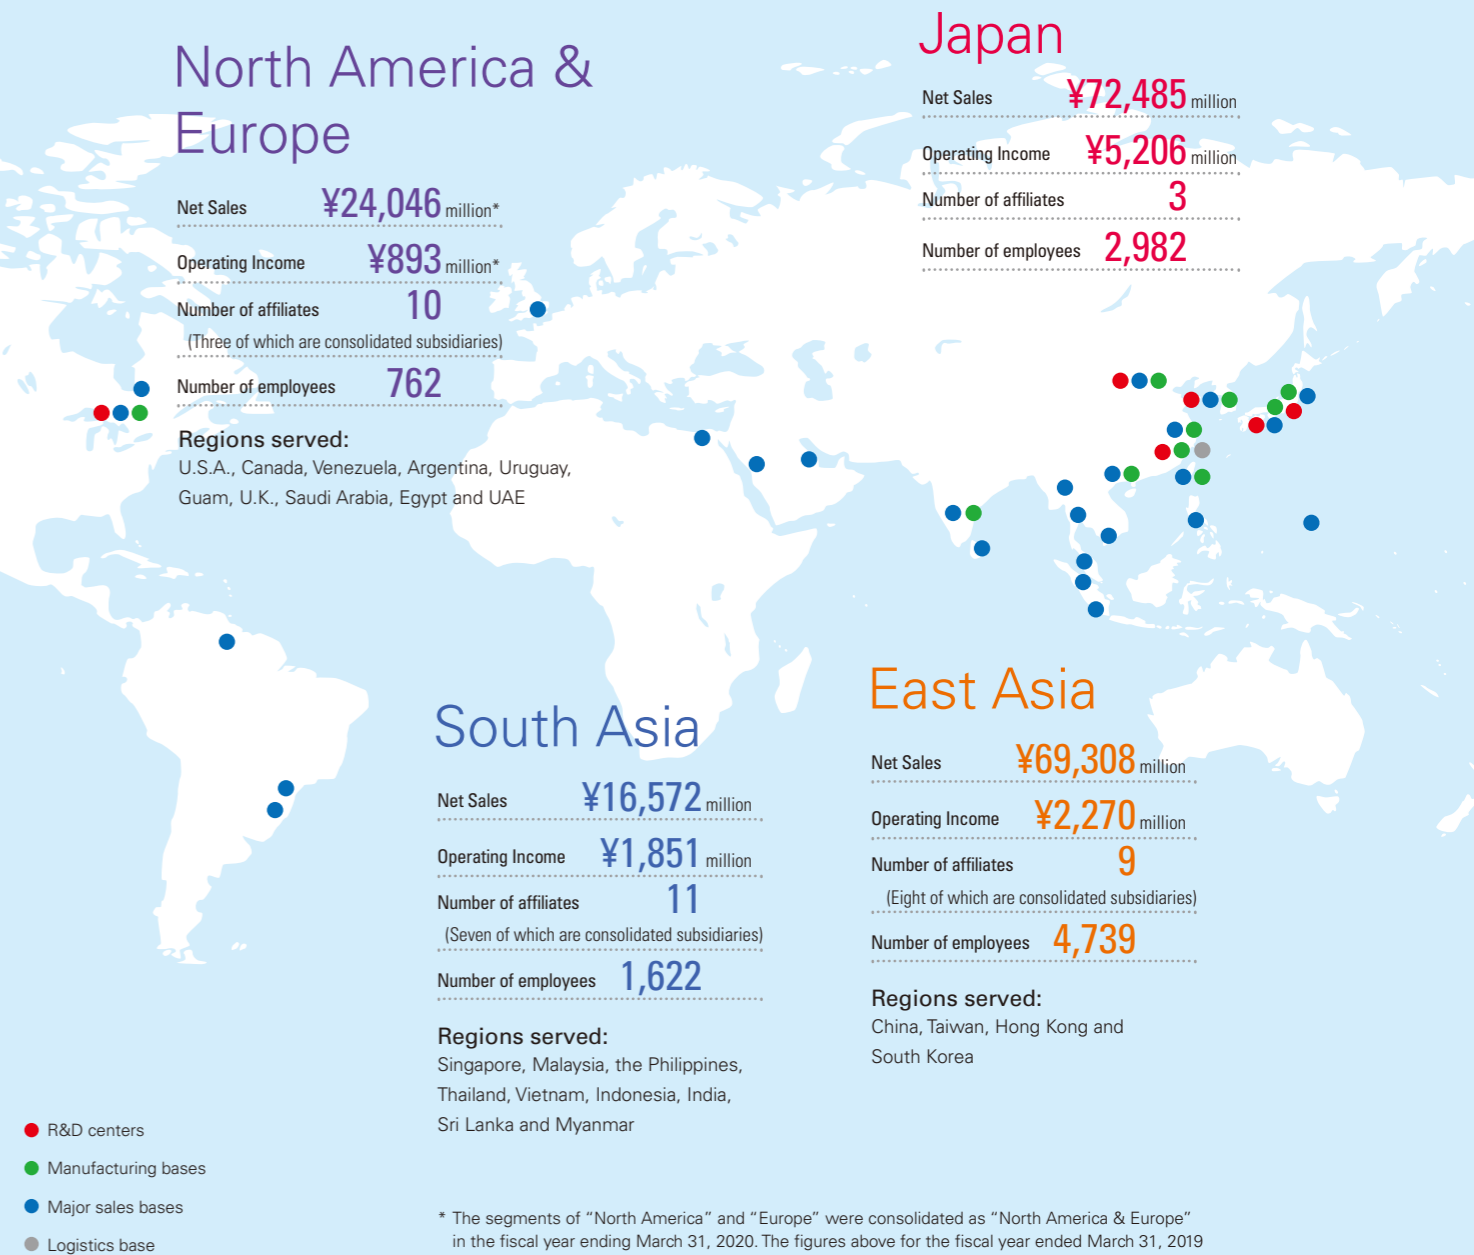 North America &
Europe
Net Sales ¥24,046 million*
Operating Income ¥893 million*
Number of affiliates 10
(Three of which are consolidated subsidiaries)
Number of employees 762
Regions served:
U.S.A., Canada, Venezuela, Argentina, Uruguay,
Guam, U.K., Saudi Arabia, Egypt and UAE
Japan
Net Sales ¥72,485 million
Operating Income ¥5,206 million
Number of affiliates 3
Number of employees 2,982
South Asia
Net Sales ¥16,572 million
Operating Income ¥1,851 million
Number of affiliates 11
(Seven of which are consolidated subsidiaries)
Number of employees 1,622
Regions served:
Singapore, Malaysia, the Philippines,
Thailand, Vietnam, Indonesia, India,
Sri Lanka and Myanmar
East Asia
Net Sales ¥69,308 million
Operating Income ¥2,270 million
Number of affiliates 9
(Eight of which are consolidated subsidiaries)
Number of employees 4,739
Regions served:
China, Taiwan, Hong Kong and
South Korea
R&D centers
Manufacturing bases
Major sales bases
Logistics base
* The segments of “North America” and “Europe” were consolidated as “North America & Europe”
in the fiscal year ending March 31, 2020. The figures above for the fiscal year ended March 31, 2019